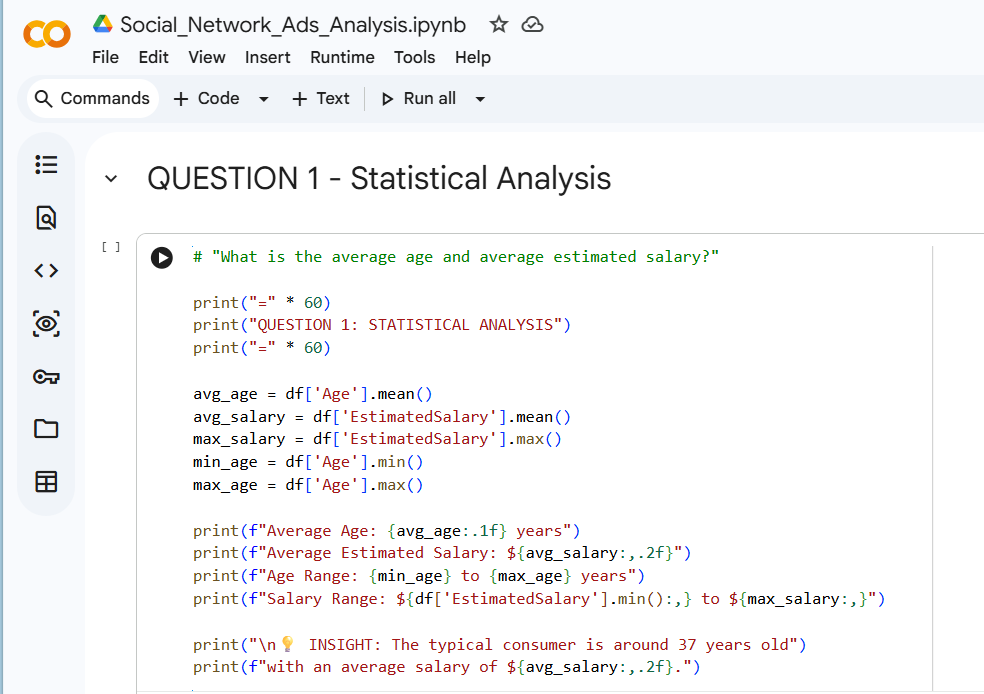 Social_Network_Ads_Analysis.ipynb
File Edit View Insert Runtime Tools Help
Commands + Code + Text Run all
QUESTION 1 - Statistical Analysis
[ ]
# "What is the average age and average estimated salary?"
print("=" * 60)
print("QUESTION 1: STATISTICAL ANALYSIS")
print("=" * 60)
avg_age = df['Age'].mean()
avg_salary = df['EstimatedSalary'].mean()
max_salary = df['EstimatedSalary'].max()
min_age = df['Age'].min()
max_age = df['Age'].max()
print(f"Average Age: {avg_age:.1f} years")
print(f"Average Estimated Salary: ${avg_salary:,.2f}")
print(f"Age Range: {min_age} to {max_age} years")
print(f"Salary Range: ${df['EstimatedSalary'].min():,} to ${max_salary:,}")
print("\n💡 INSIGHT: The typical consumer is around 37 years old")
print(f"with an average salary of ${avg_salary:,.2f}.")